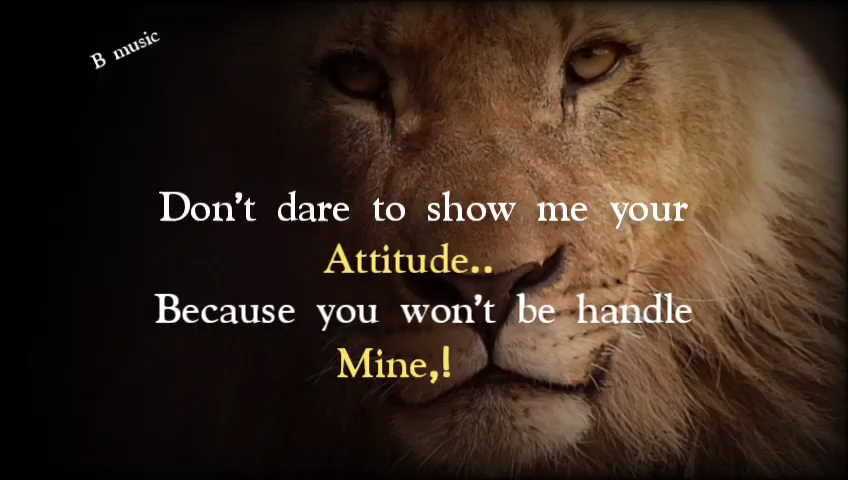 B music
Don't dare to show me your
Attitude..
Because you won't be handle
Mine,!